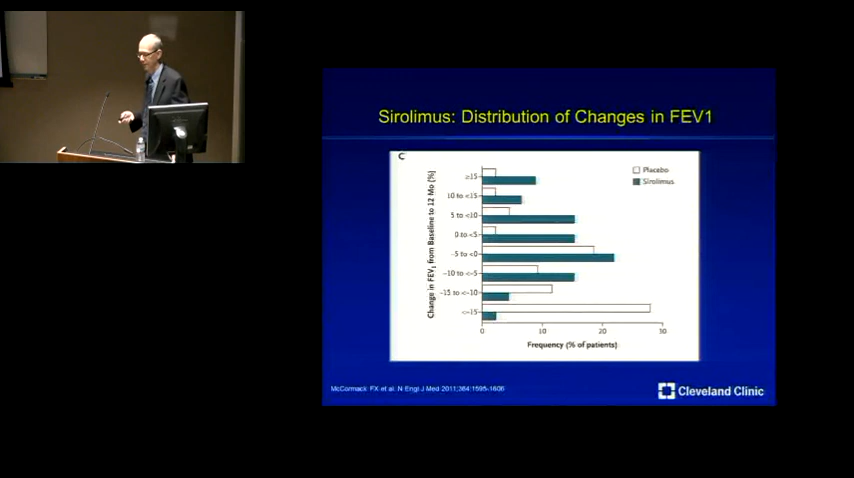 Sirolimus: Distribution of Changes in FEV1
C
Placebo
Sirolimus
Change in FEV1 from Baseline to 12 Mo (%)
≥15
10 to <15
5 to <10
0 to <5
-5 to <0
-10 to <-5
-15 to <-10
<-15
0 10 20 30
Frequency (% of patients)
McCormack FX et al. N Engl J Med 2011;364:1595-1606
Cleveland Clinic